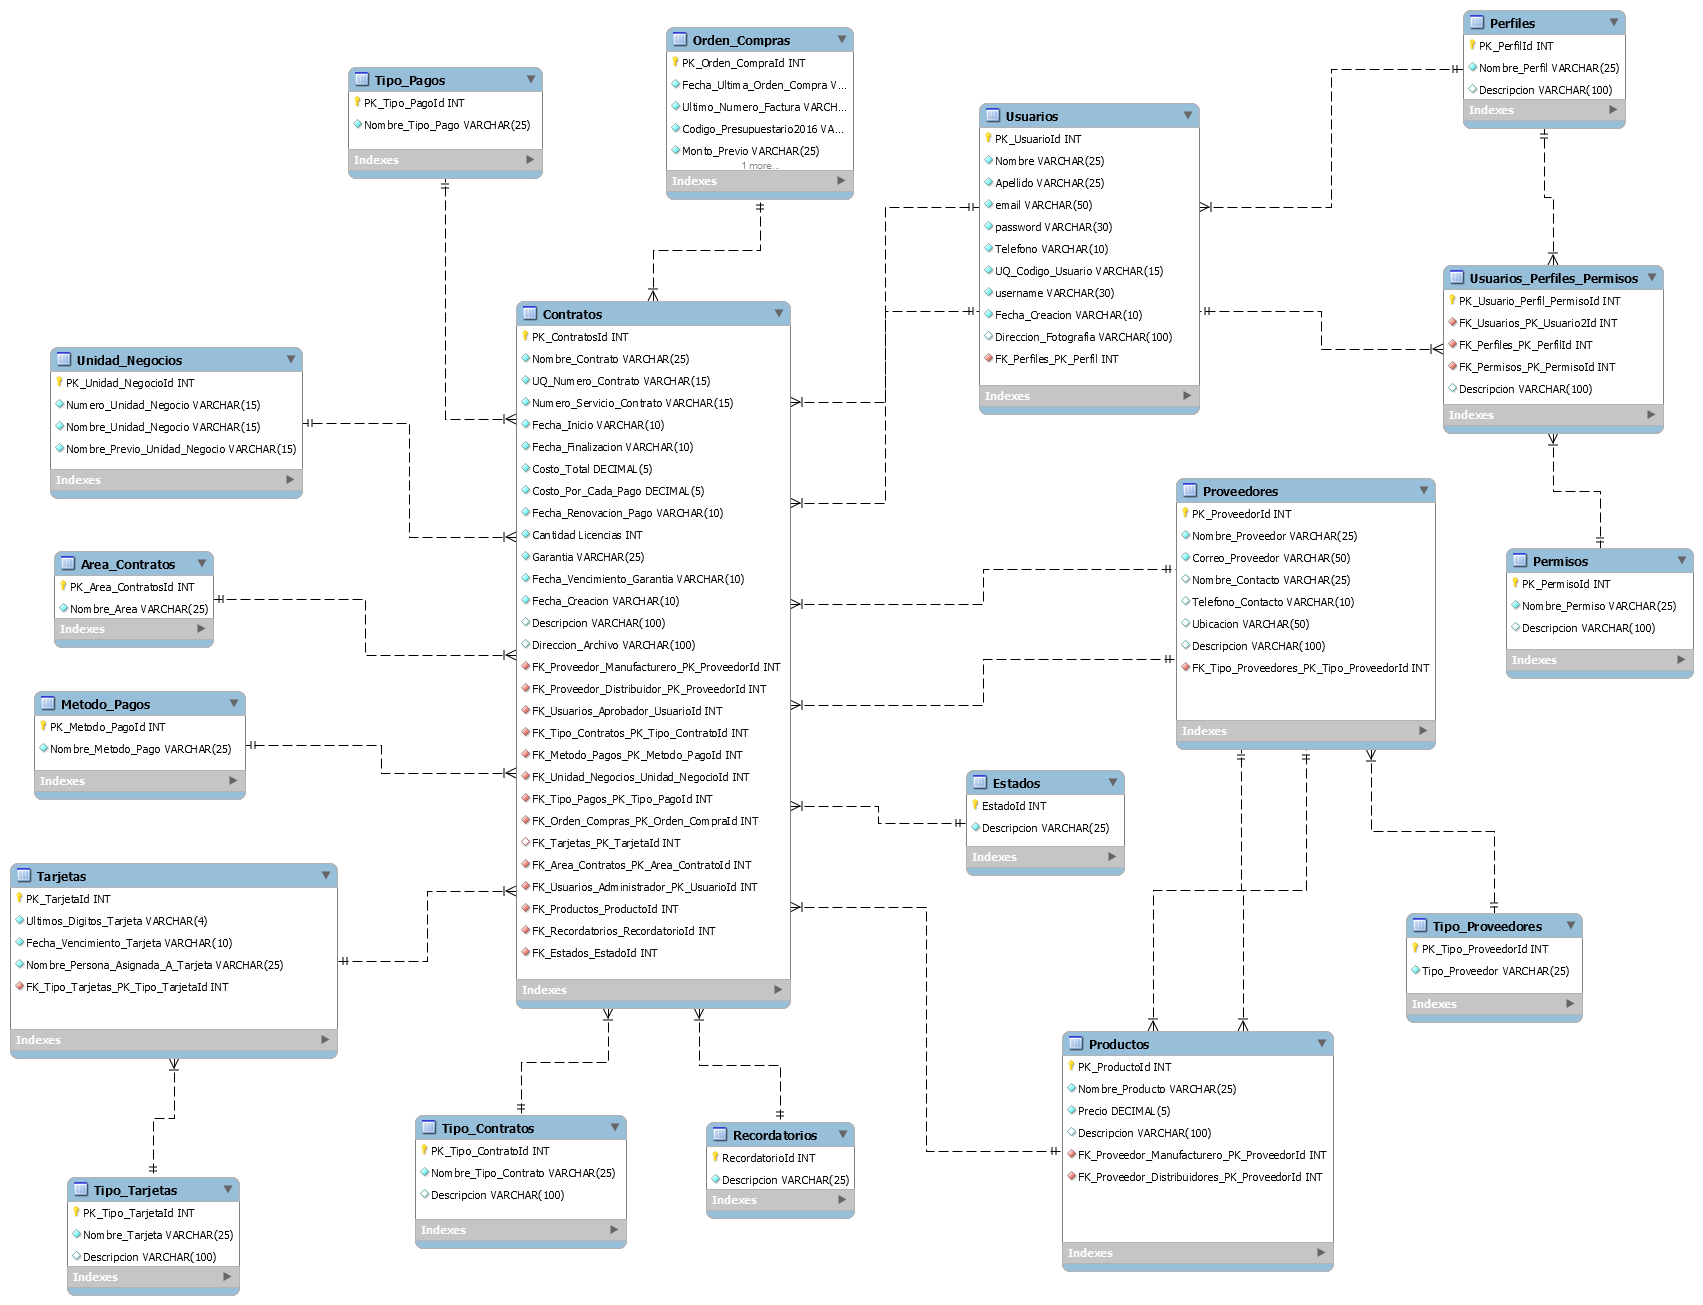 Orden_Compras
PK_Orden_CompraId INT
Fecha_Ultima_Orden_Compra V...
Ultimo_Numero_Factura VARCH...
Codigo_Presupuestario2016 VA...
Monto_Previo VARCHAR(25)
1 more...
Indexes
Tipo_Pagos
PK_Tipo_PagoId INT
Nombre_Tipo_Pago VARCHAR(25)
Indexes
Perfiles
PK_PerfilId INT
Nombre_Perfil VARCHAR(25)
Descripcion VARCHAR(100)
Indexes
Usuarios
PK_UsuarioId INT
Nombre VARCHAR(25)
Apellido VARCHAR(25)
email VARCHAR(50)
password VARCHAR(30)
Telefono VARCHAR(10)
UQ_Codigo_Usuario VARCHAR(15)
username VARCHAR(30)
Fecha_Creacion VARCHAR(10)
Direccion_Fotografia VARCHAR(100)
FK_Perfiles_PK_Perfil INT
Indexes
Usuarios_Perfiles_Permisos
PK_Usuario_Perfil_PermisoId INT
FK_Usuarios_PK_Usuario2Id INT
FK_Perfiles_PK_PerfilId INT
FK_Permisos_PK_PermisoId INT
Descripcion VARCHAR(100)
Indexes
Contratos
PK_ContratosId INT
Nombre_Contrato VARCHAR(25)
UQ_Numero_Contrato VARCHAR(15)
Numero_Servicio_Contrato VARCHAR(15)
Fecha_Inicio VARCHAR(10)
Fecha_Finalizacion VARCHAR(10)
Costo_Total DECIMAL(5)
Costo_Por_Cada_Pago DECIMAL(5)
Fecha_Renovacion_Pago VARCHAR(10)
Cantidad Licencias INT
Garantia VARCHAR(25)
Fecha_Vencimiento_Garantia VARCHAR(10)
Fecha_Creacion VARCHAR(10)
Descripcion VARCHAR(100)
Direccion_Archivo VARCHAR(100)
FK_Proveedor_Manufacturero_PK_ProveedorId INT
FK_Proveedor_Distribuidor_PK_ProveedorId INT
FK_Usuarios_Aprobador_UsuarioId INT
FK_Tipo_Contratos_PK_Tipo_ContratoId INT
FK_Metodo_Pagos_PK_Metodo_PagoId INT
FK_Unidad_Negocios_Unidad_NegocioId INT
FK_Tipo_Pagos_PK_Tipo_PagoId INT
FK_Orden_Compras_PK_Orden_CompraId INT
FK_Tarjetas_PK_TarjetaId INT
FK_Area_Contratos_PK_Area_ContratoId INT
FK_Usuarios_Administrador_PK_UsuarioId INT
FK_Productos_ProductoId INT
FK_Recordatorios_RecordatorioId INT
FK_Estados_EstadoId INT
Indexes
Unidad_Negocios
PK_Unidad_NegocioId INT
Numero_Unidad_Negocio VARCHAR(15)
Nombre_Unidad_Negocio VARCHAR(15)
Nombre_Previo_Unidad_Negocio VARCHAR(15)
Indexes
Area_Contratos
PK_Area_ContratosId INT
Nombre_Area VARCHAR(25)
Indexes
Metodo_Pagos
PK_Metodo_PagoId INT
Nombre_Metodo_Pago VARCHAR(25)
Indexes
Proveedores
PK_ProveedorId INT
Nombre_Proveedor VARCHAR(25)
Correo_Proveedor VARCHAR(50)
Nombre_Contacto VARCHAR(25)
Telefono_Contacto VARCHAR(10)
Ubicacion VARCHAR(50)
Descripcion VARCHAR(100)
FK_Tipo_Proveedores_PK_Tipo_ProveedorId INT
Indexes
Permisos
PK_PermisoId INT
Nombre_Permiso VARCHAR(25)
Descripcion VARCHAR(100)
Indexes
Estados
EstadoId INT
Descripcion VARCHAR(25)
Indexes
Tarjetas
PK_TarjetaId INT
Ultimos_Digitos_Tarjeta VARCHAR(4)
Fecha_Vencimiento_Tarjeta VARCHAR(10)
Nombre_Persona_Asignada_A_Tarjeta VARCHAR(25)
FK_Tipo_Tarjetas_PK_Tipo_TarjetaId INT
Indexes
Tipo_Proveedores
PK_Tipo_ProveedorId INT
Tipo_Proveedor VARCHAR(25)
Indexes
Productos
PK_ProductoId INT
Nombre_Producto VARCHAR(25)
Precio DECIMAL(5)
Descripcion VARCHAR(100)
FK_Proveedor_Manufacturero_PK_ProveedorId INT
FK_Proveedor_Distribuidores_PK_ProveedorId INT
Indexes
Tipo_Contratos
PK_Tipo_ContratoId INT
Nombre_Tipo_Contrato VARCHAR(25)
Descripcion VARCHAR(100)
Indexes
Recordatorios
RecordatorioId INT
Descripcion VARCHAR(25)
Indexes
Tipo_Tarjetas
PK_Tipo_TarjetaId INT
Nombre_Tarjeta VARCHAR(25)
Descripcion VARCHAR(100)
Indexes